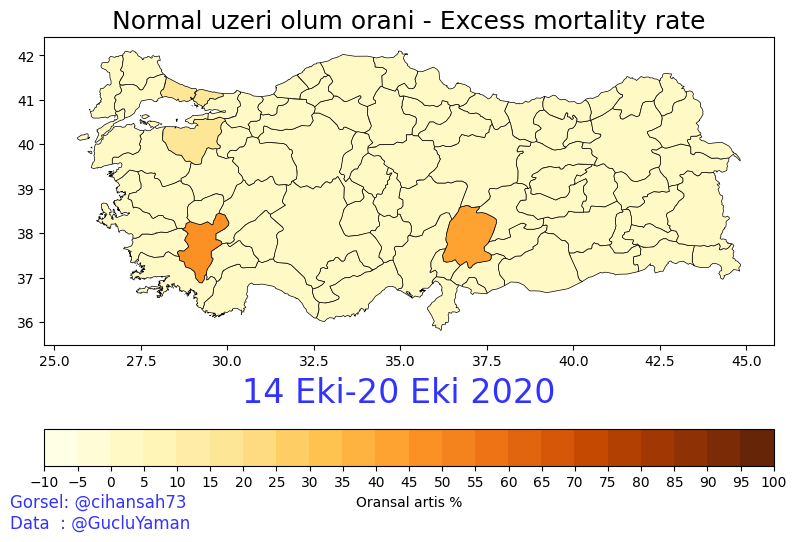 Normal uzeri olum orani - Excess mortality rate
42
41
40
39
38
37
36
25.0 27.5 30.0 32.5 35.0 37.5 40.0 42.5 45.0
14 Eki-20 Eki 2020
−10 −5 5 10 15 20 25 30 35 40 45 50 55 60 65 70 75 80 85 90 95 100
Oransal artis %
Gorsel: @cihansah73
Data : @GucluYaman